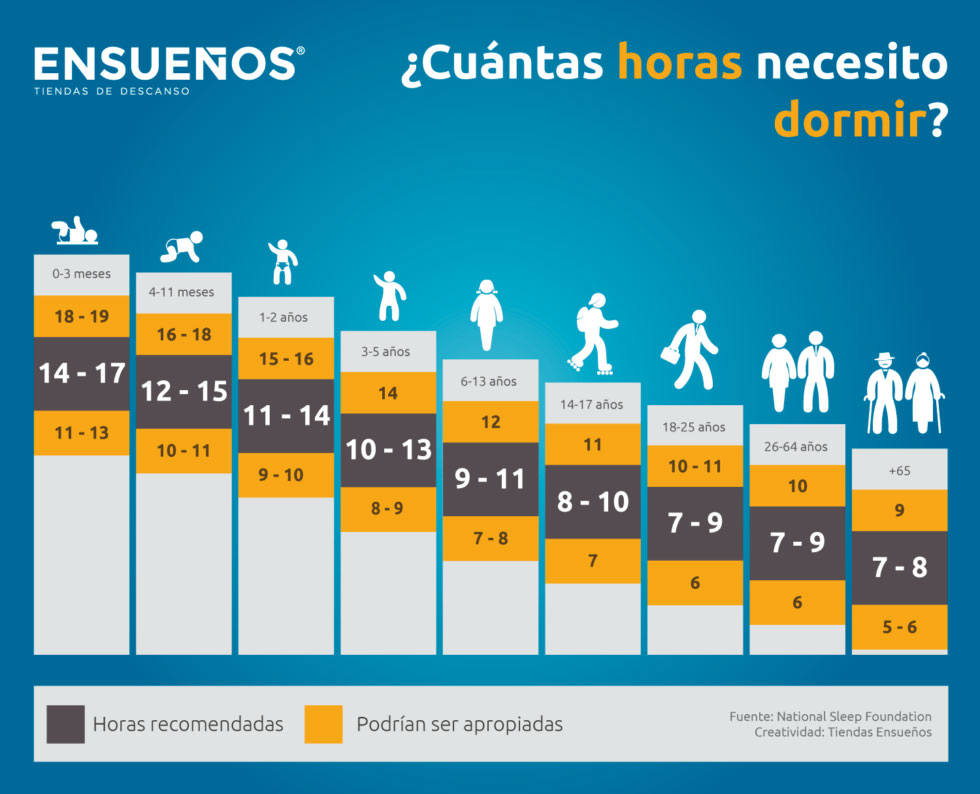 ENSUEÑOS®
TIENDAS DE DESCANSO
¿Cuántas horas necesito
dormir?
0-3 meses
18 - 19
14 - 17
11 - 13
4-11 meses
16 - 18
12 - 15
10 - 11
1-2 años
15 - 16
11 - 14
9 - 10
3-5 años
14
10 - 13
8 - 9
6-13 años
12
9 - 11
7 - 8
14-17 años
11
8 - 10
7
18-25 años
10 - 11
7 - 9
6
26-64 años
10
7 - 9
6
+65
9
7 - 8
5 - 6
Horas recomendadas
Podrían ser apropiadas
Fuente: National Sleep Foundation
Creatividad: Tiendas Ensueños